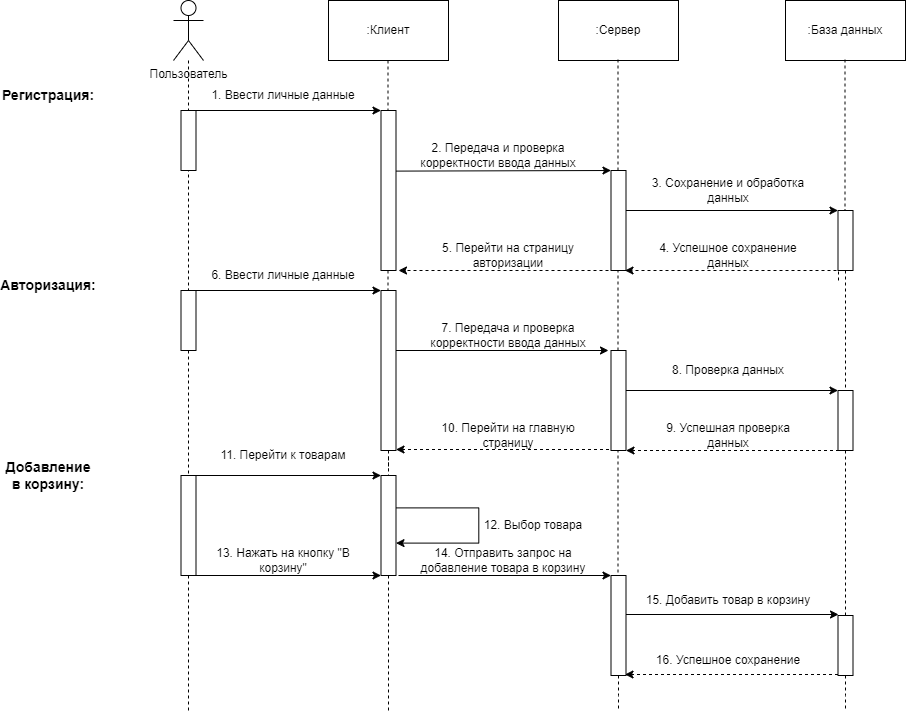 :Клиент
:Сервер
:База данных
Пользователь
Регистрация:
1. Ввести личные данные
2. Передача и проверка
корректности ввода данных
3. Сохранение и обработка
данных
4. Успешное сохранение
данных
5. Перейти на страницу
авторизации
Авторизация:
6. Ввести личные данные
7. Передача и проверка
корректности ввода данных
8. Проверка данных
9. Успешная проверка
данных
10. Перейти на главную
страницу
Добавление
в корзину:
11. Перейти к товарам
12. Выбор товара
13. Нажать на кнопку "В
корзину"
14. Отправить запрос на
добавление товара в корзину
15. Добавить товар в корзину
16. Успешное сохранение